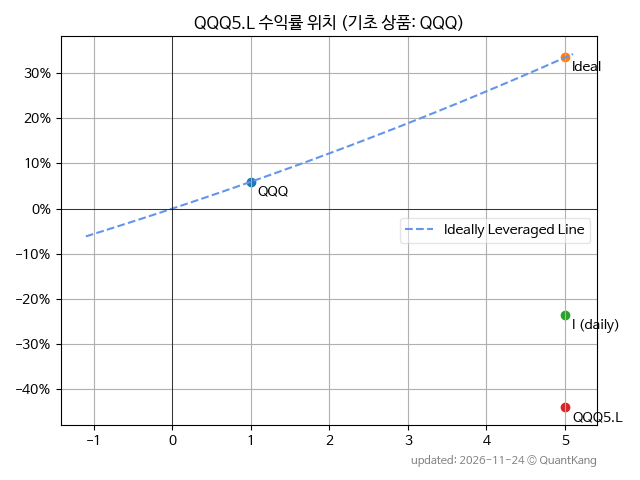 QQQ5.L 수익률 위치 (기초 상품: QQQ)
30%
20%
10%
0%
-10%
-20%
-30%
-40%
-1
0
1
2
3
4
5
Ideal
QQQ
Ideally Leveraged Line
I (daily)
QQQ5.L
updated: 2026-11-24 © QuantKang